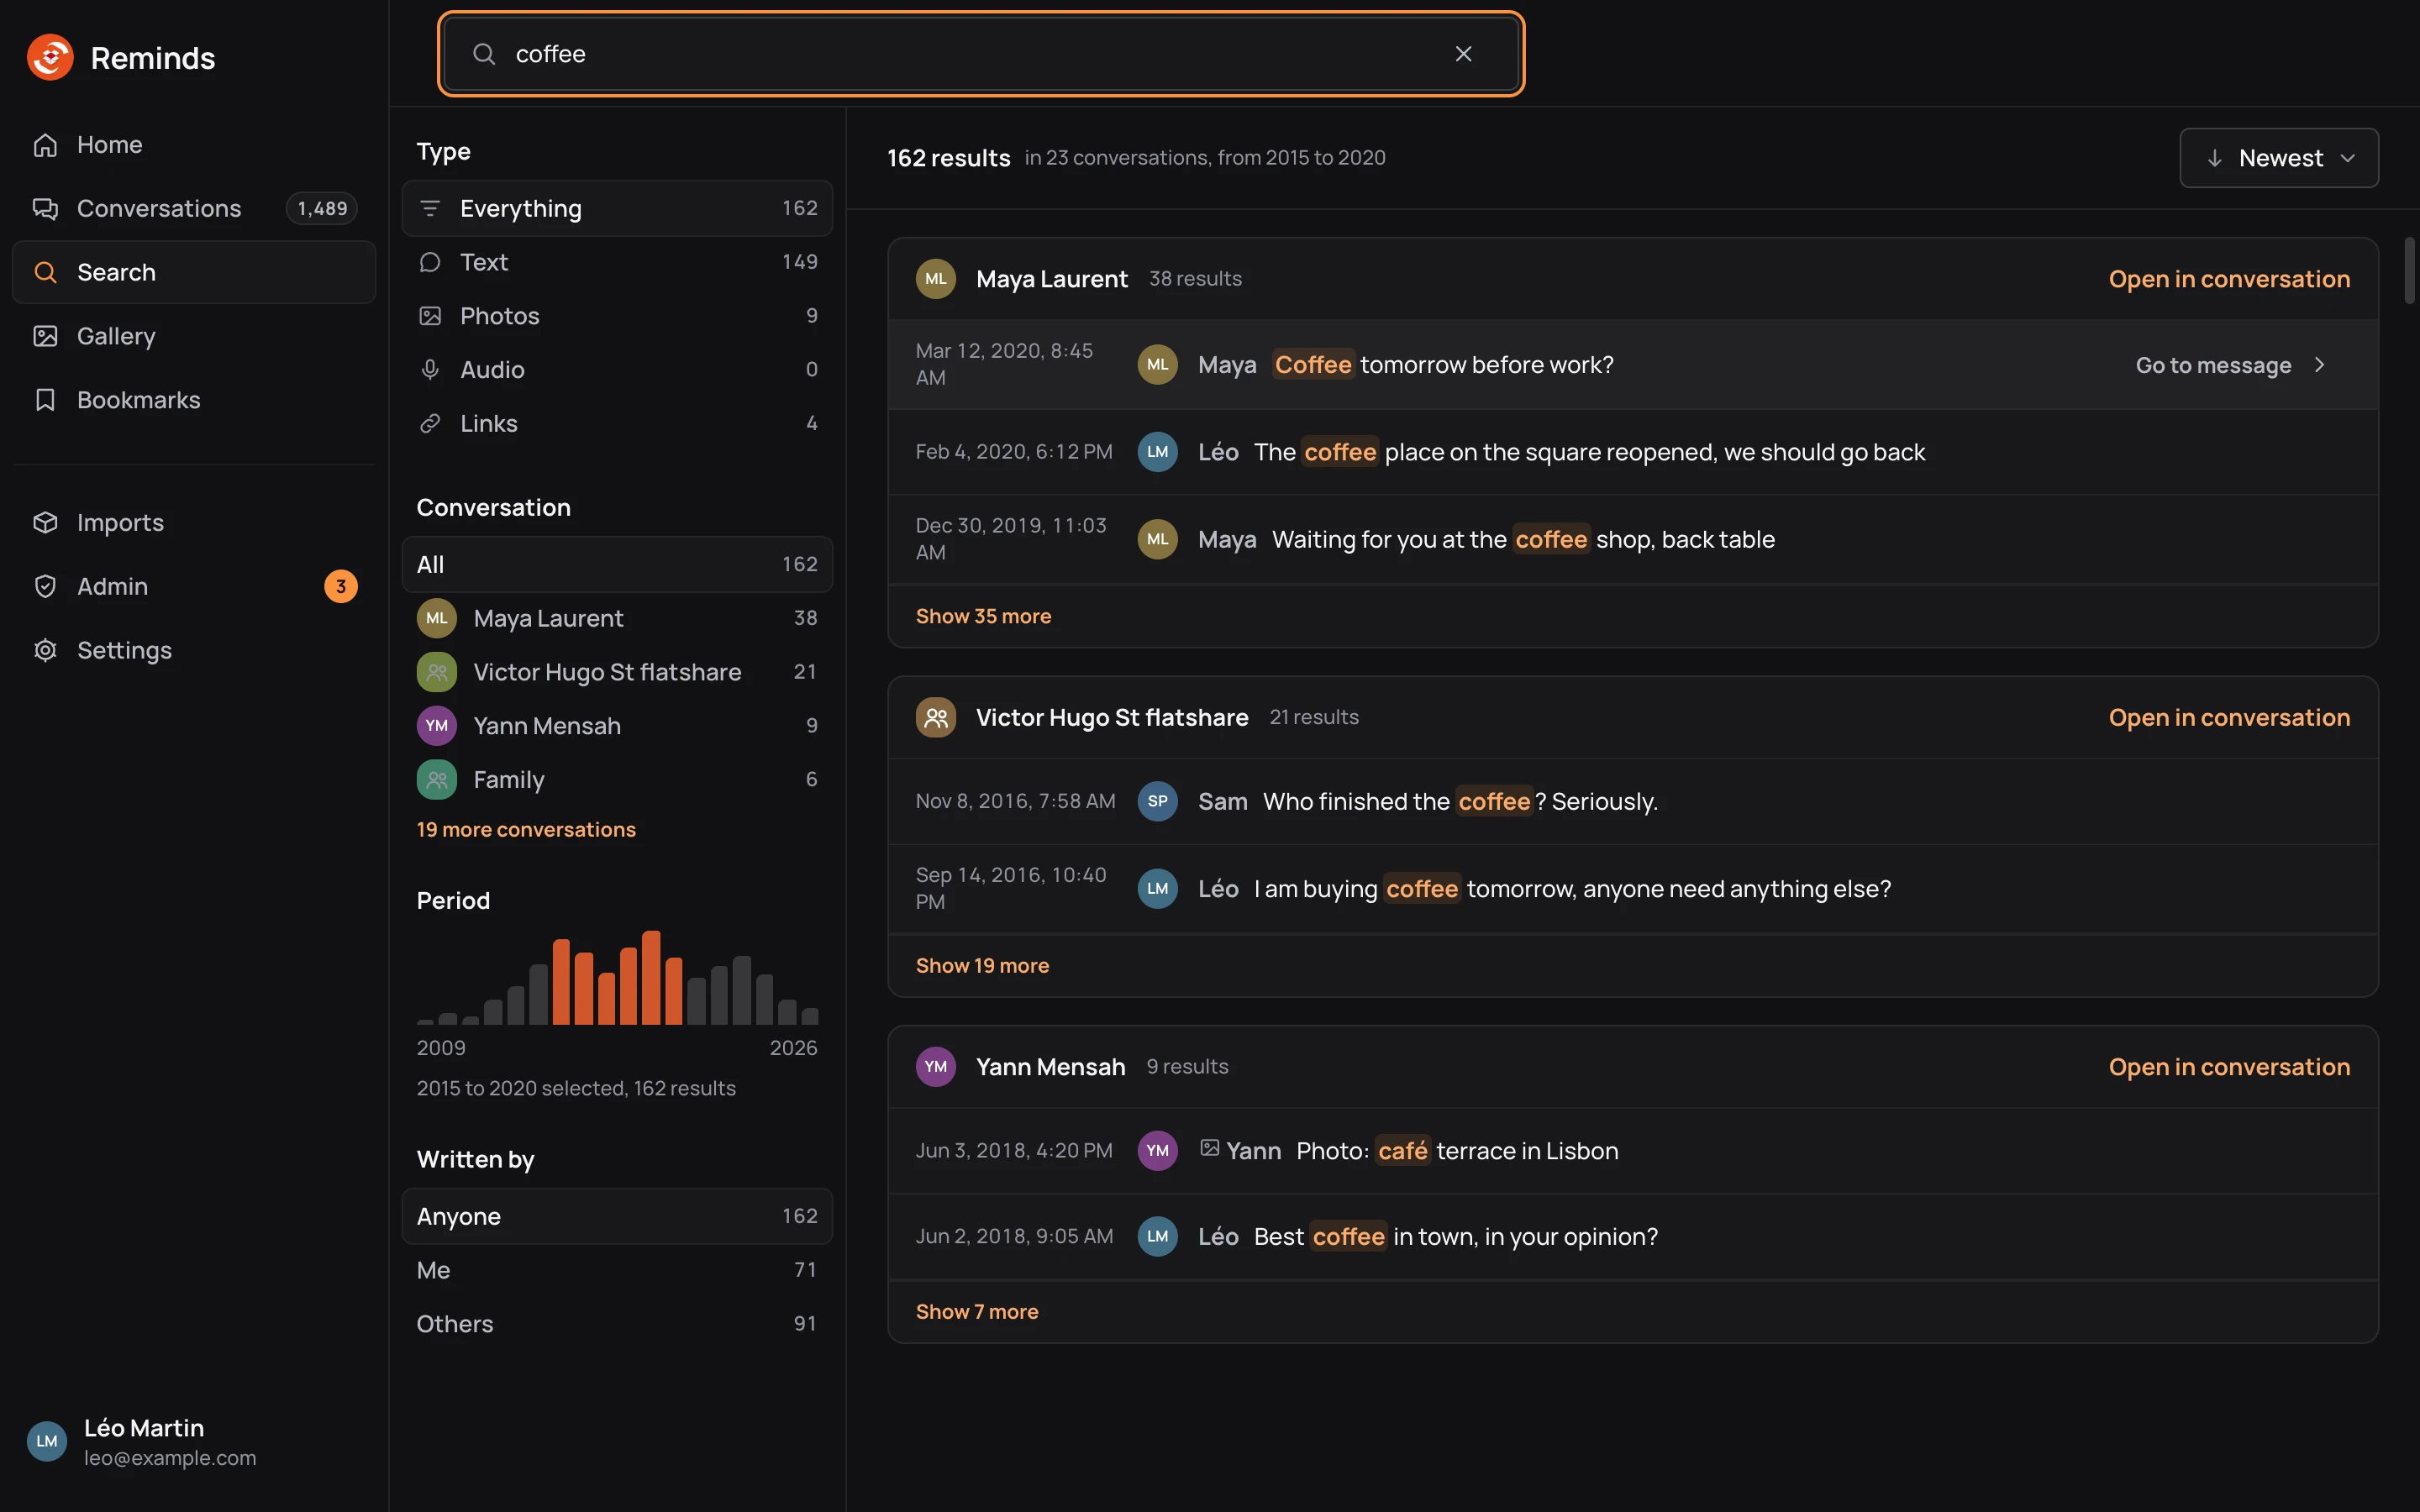 Reminds
Home
Conversations 1,489
Search
Gallery
Bookmarks
Imports
Admin 3
Settings
LM Léo Martin
leo@example.com
coffee
Type
Everything 162
Text 149
Photos 9
Audio 0
Links 4
Conversation
All 162
ML Maya Laurent 38
Victor Hugo St flatshare 21
YM Yann Mensah 9
Family 6
19 more conversations
Period
2009 2026
2015 to 2020 selected, 162 results
Written by
Anyone 162
Me 71
Others 91
162 results in 23 conversations, from 2015 to 2020 Newest
ML Maya Laurent 38 results Open in conversation
Mar 12, 2020, 8:45
AM
ML Maya Coffee tomorrow before work? Go to message
Feb 4, 2020, 6:12 PM LM Léo The coffee place on the square reopened, we should go back
Dec 30, 2019, 11:03
AM
ML Maya Waiting for you at the coffee shop, back table
Show 35 more
Victor Hugo St flatshare 21 results Open in conversation
Nov 8, 2016, 7:58 AM SP Sam Who finished the coffee? Seriously.
Sep 14, 2016, 10:40
PM
LM Léo I am buying coffee tomorrow, anyone need anything else?
Show 19 more
YM Yann Mensah 9 results Open in conversation
Jun 3, 2018, 4:20 PM YM Yann Photo: café terrace in Lisbon
Jun 2, 2018, 9:05 AM LM Léo Best coffee in town, in your opinion?
Show 7 more